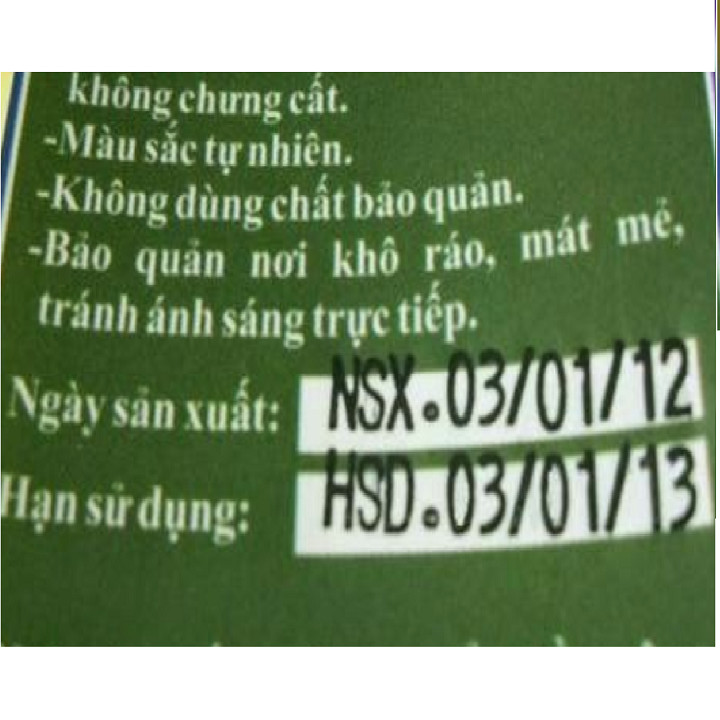 không chưng cất.
-Màu sắc tự nhiên.
-Không dùng chất bảo quản.
-Bảo quản nơi khô ráo, mát mẻ,
tránh ánh sáng trực tiếp.
Ngày sản xuất: NSX.03/01/12
Hạn sử dụng: HSD.03/01/13